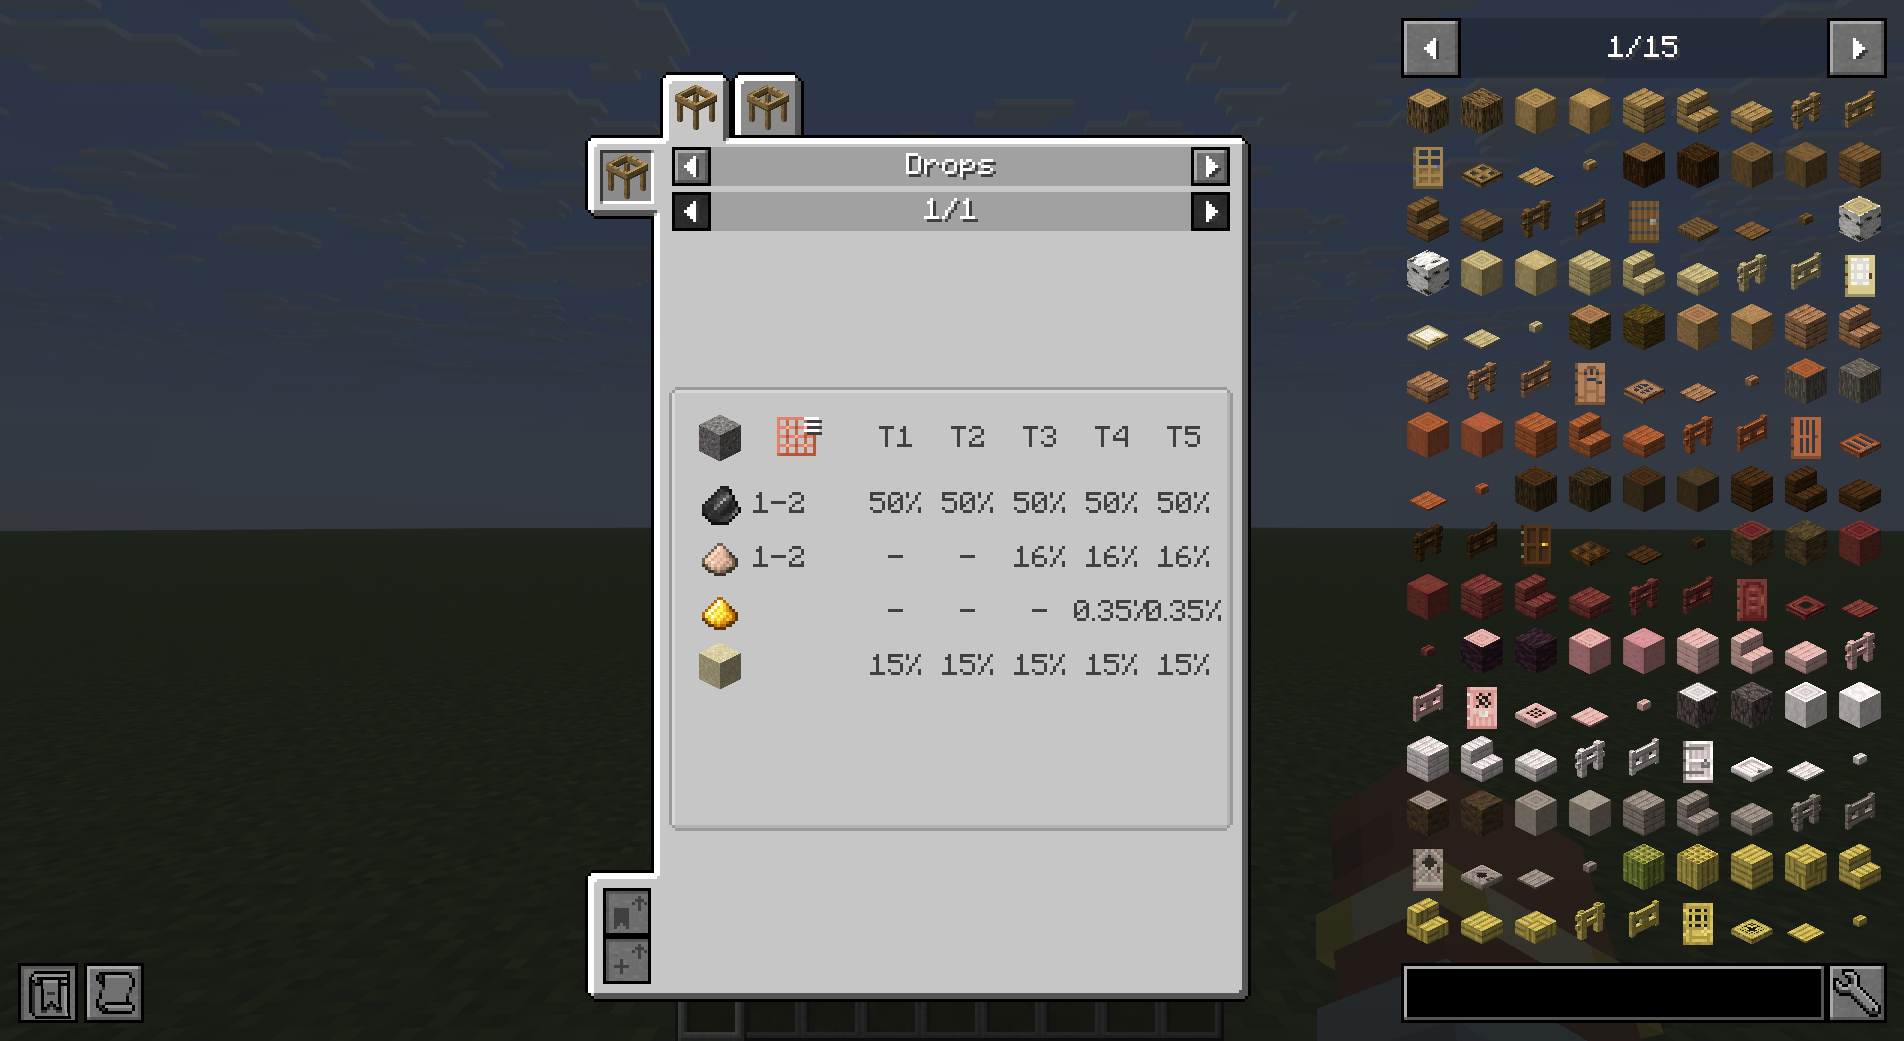 1/15
Drops
1/1
T1 T2 T3 T4 T5
1-2 50% 50% 50% 50% 50%
1-2 - - 16% 16% 16%
- - - 0.35% 0.35%
15% 15% 15% 15% 15%